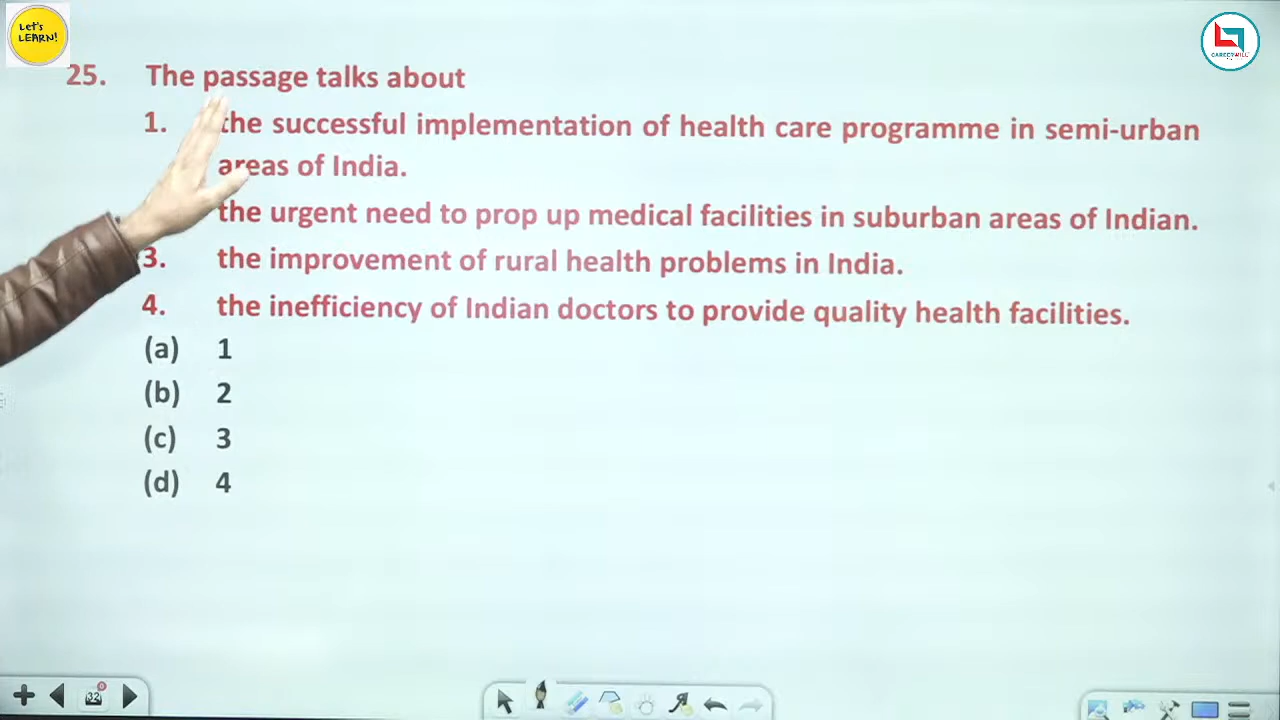 Let's
LEARN!
CAREERWILL
25. The passage talks about
1. the successful implementation of health care programme in semi-urban
areas of India.
the urgent need to prop up medical facilities in suburban areas of Indian.
3. the improvement of rural health problems in India.
4. the inefficiency of Indian doctors to provide quality health facilities.
(a) 1
(b) 2
(c) 3
(d) 4
32